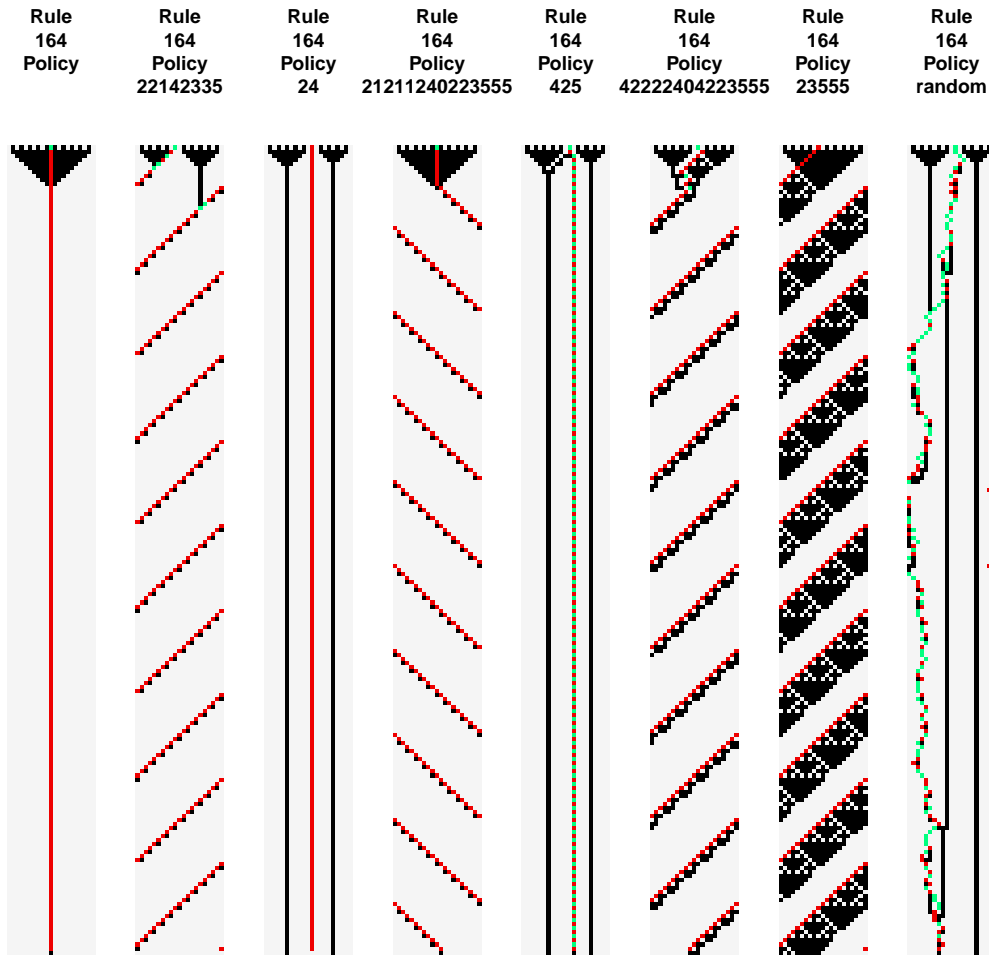 Rule
164
Policy
Rule
164
Policy
22142335
Rule
164
Policy
24
Rule
164
Policy
21211240223555
Rule
164
Policy
425
Rule
164
Policy
42222404223555
Rule
164
Policy
23555
Rule
164
Policy
random